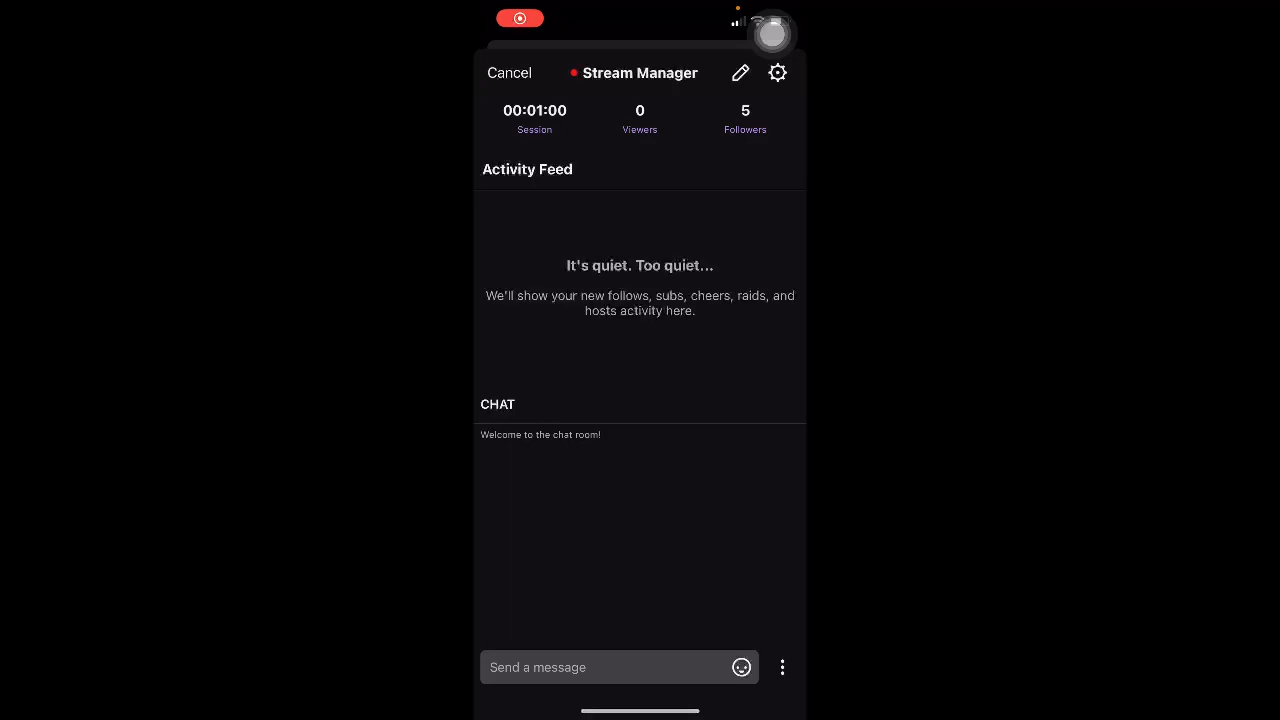 Cancel
Stream Manager
00:01:00
0
5
Session
Viewers
Followers
Activity Feed
It's quiet. Too quiet...
We'll show your new follows, subs, cheers, raids, and
hosts activity here.
CHAT
Welcome to the chat room!
Send a message